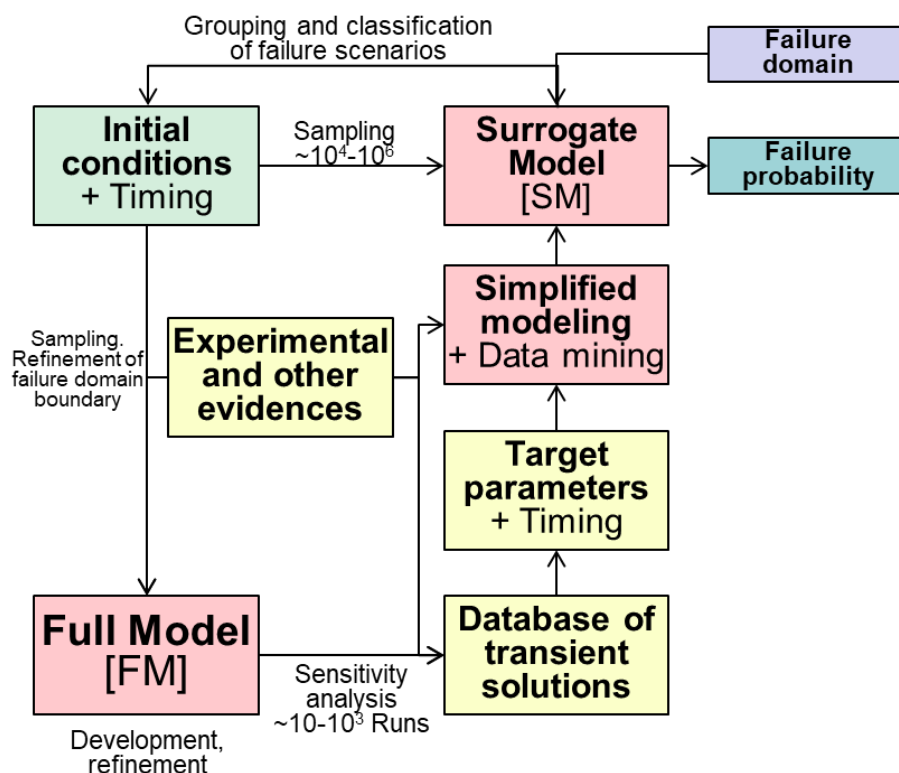 Grouping and classification
of failure scenarios
Failure
domain
Initial
conditions
+ Timing
Sampling
~10⁴-10⁶
Surrogate
Model
[SM]
Failure
probability
Simplified
modeling
+ Data mining
Sampling.
Refinement of
failure domain
boundary
Experimental
and other
evidences
Target
parameters
+ Timing
Full Model
[FM]
Sensitivity
analysis
~10-10³ Runs
Database of
transient
solutions
Development,
refinement